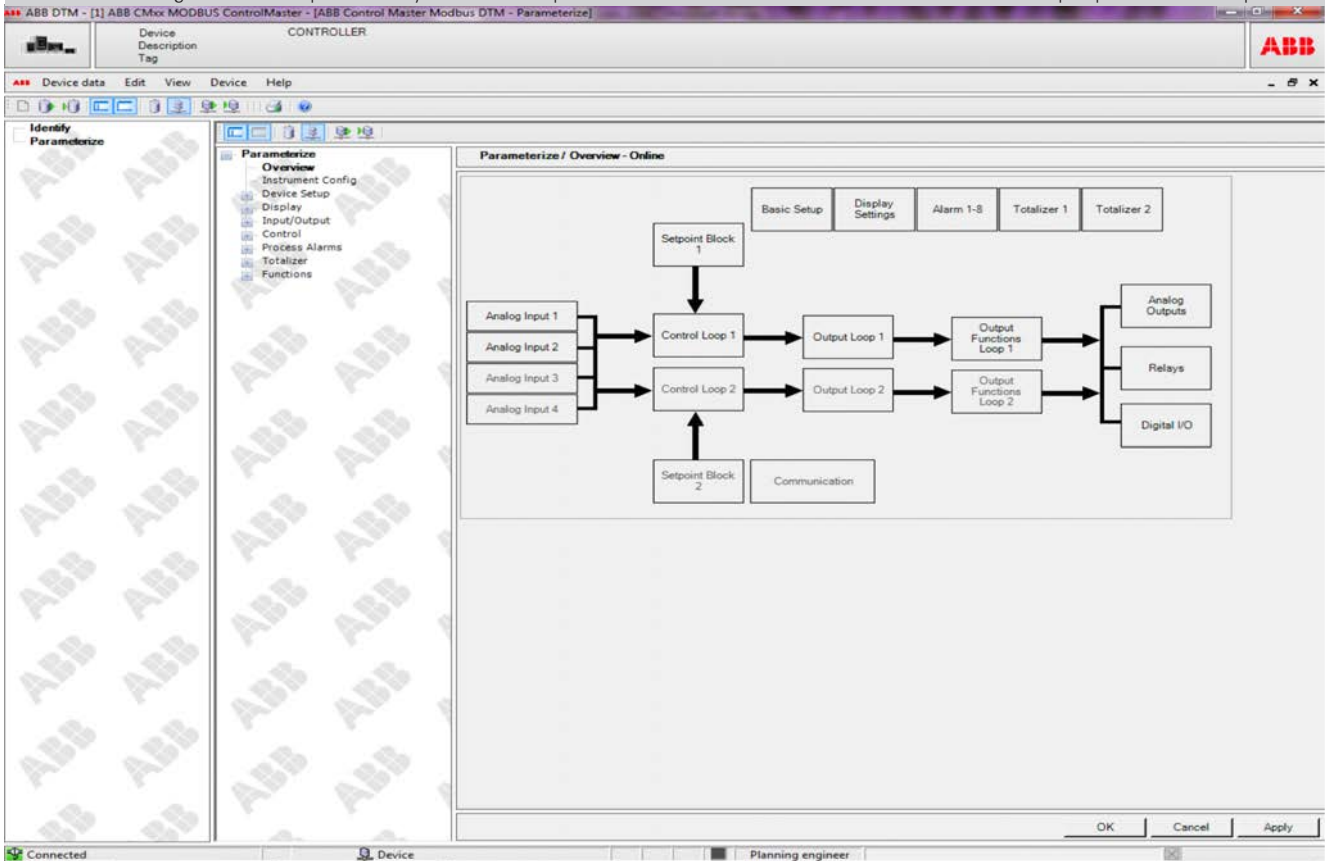 ABB DTM - [1] ABB CMxx MODBUS ControlMaster - [ABB Control Master Modbus DTM - Parameterize]
Device
CONTROLLER
Description
Tag
ABB
Device data Edit View Device Help
Identify
Parameterize
Parameterize
Overview
Instrument Config
Device Setup
Display
Input/Output
Control
Process Alarms
Totalizer
Functions
Parameterize / Overview - Online
Basic Setup
Display
Settings
Alarm 1-8
Totalizer 1
Totalizer 2
Setpoint Block
1
Analog Input 1
Analog Input 2
Analog Input 3
Analog Input 4
Control Loop 1
Output Loop 1
Output
Functions
Loop 1
Control Loop 2
Output Loop 2
Output
Functions
Loop 2
Analog
Outputs
Relays
Digital I/O
Setpoint Block
2
Communication
OK Cancel Apply
Connected
Device
Planning engineer